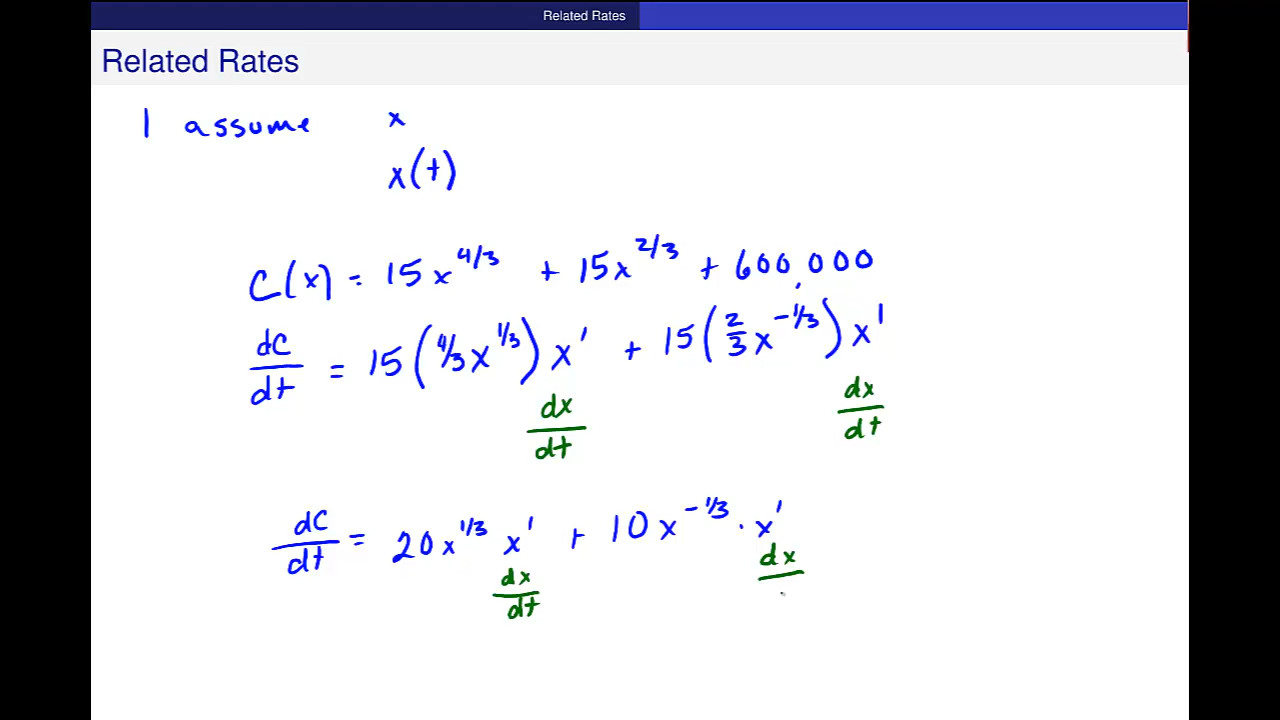 Related Rates
Related Rates
I assume x
x(t)
C(x) = 15x^{4/3} + 15x^{2/3} + 600,000
dC/dt = 15(4/3 x^{1/3}) x' + 15(2/3 x^{-1/3}) x'
dx/dt dx/dt
dC/dt = 20x^{1/3} x' + 10x^{-1/3} · x'
dx/dt dx